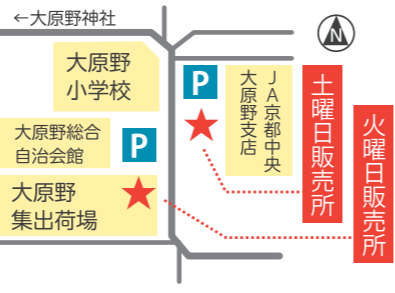 ←大原野神社
N
大原野
小学校
P
JA京都中央
大原野支店
土曜日販売所
火曜日販売所
大原野総合
自治会館
P
大原野
集出荷場